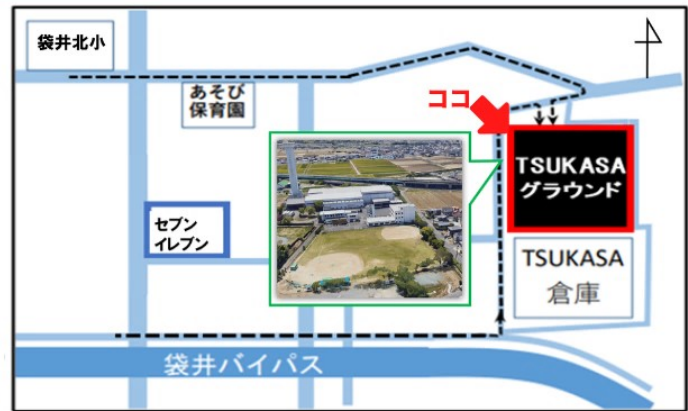 袋井北小
あそび
保育園
ココ
TSUKASA
グラウンド
セブン
イレブン
TSUKASA
倉庫
袋井バイパス